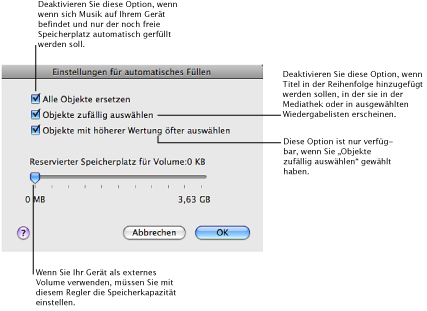 Deaktivieren Sie diese Option, wenn
wenn sich Musik auf Ihrem Gerät
befindet und nur der noch freie
Speicherplatz automatisch gerfüllt
werden soll.
Einstellungen für automatisches Füllen
Alle Objekte ersetzen
Objekte zufällig auswählen
Objekte mit höherer Wertung öfter auswählen
Deaktivieren Sie diese Option, wenn
Titel in der Reihenfolge hinzugefügt
werden sollen, in der sie in der
Mediathek oder in ausgewählten
Wiedergabelisten erscheinen.
Diese Option ist nur verfüg-
bar, wenn Sie „Objekte
zufällig auswählen“ gewählt
haben.
Reservierter Speicherplatz für Volume:0 KB
0 MB 3,63 GB
? Abbrechen OK
Wenn Sie Ihr Gerät als externes
Volume verwenden, müssen Sie mit
diesem Regler die Speicherkapazität
einstellen.